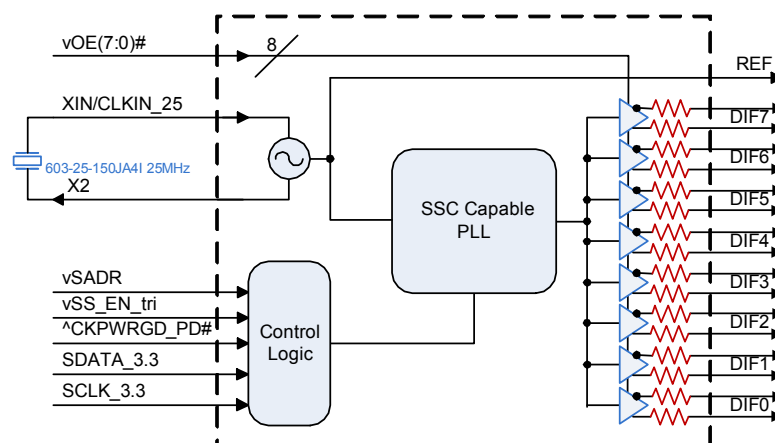 vOE(7:0)#
8
REF
XIN/CLKIN_25
DIF7
603-25-150JA4I 25MHz
DIF6
X2
SSC Capable
PLL
DIF5
DIF4
vSADR
DIF3
vSS_EN_tri
^CKPWRGD_PD#
Control
Logic
DIF2
SDATA_3.3
DIF1
SCLK_3.3
DIF0